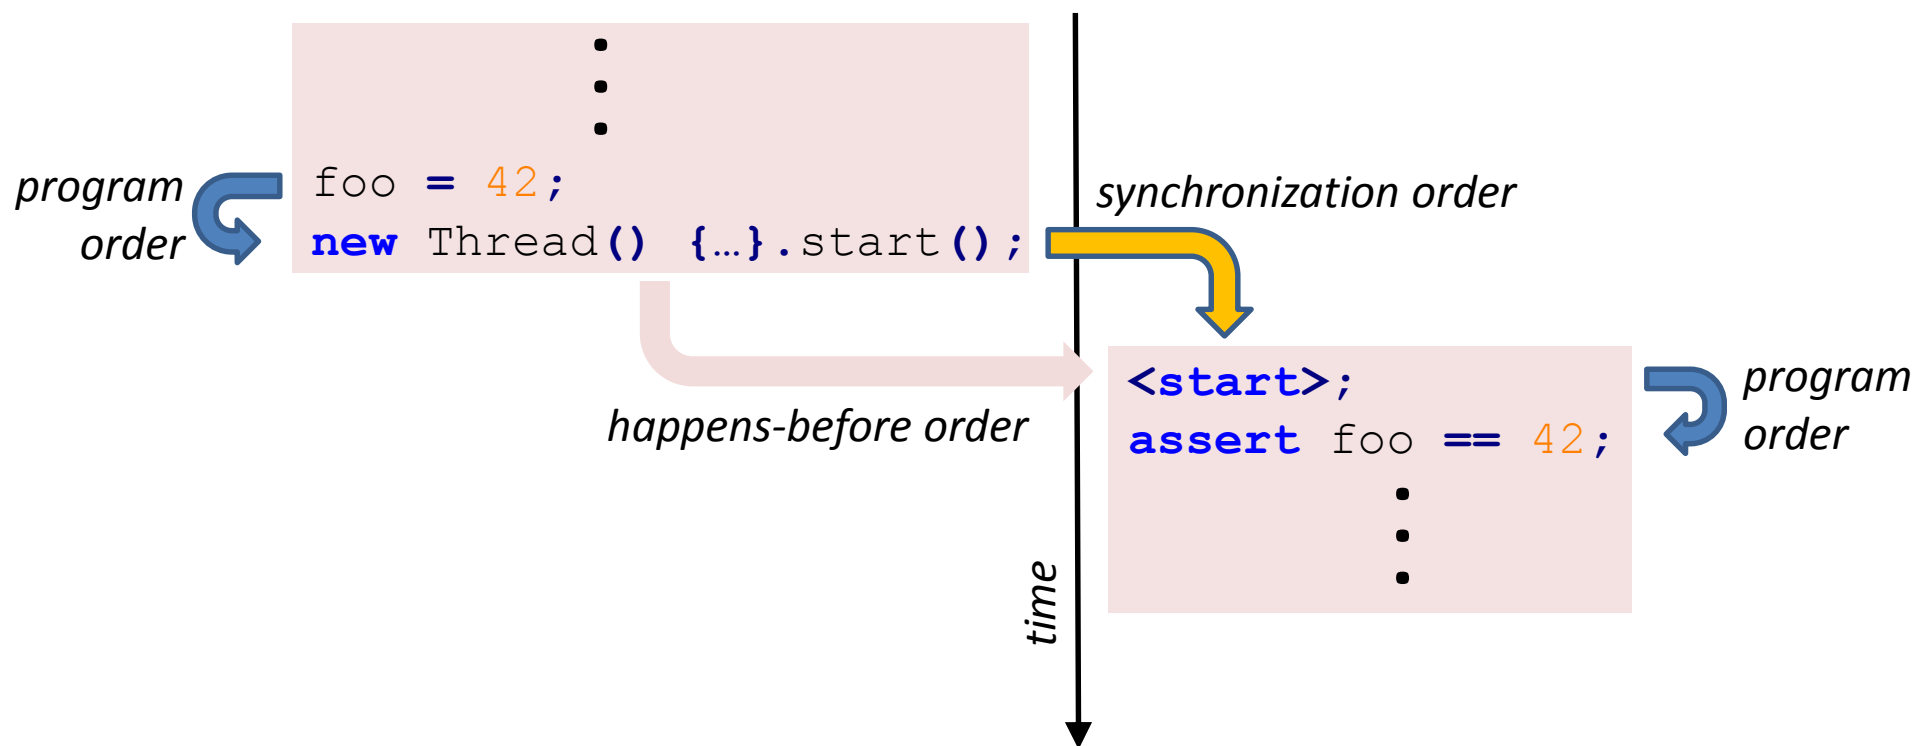 program
order
foo = 42;
new Thread() {…}.start();
synchronization order
happens-before order
<start>;
assert foo == 42;
program
order
time